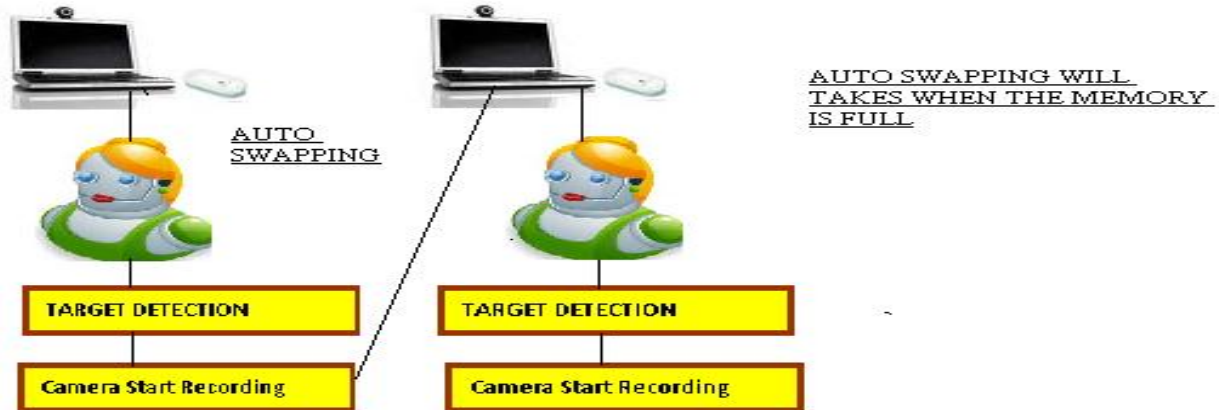 AUTO
SWAPPING
AUTO SWAPPING WILL
TAKES WHEN THE MEMORY
IS FULL
TARGET DETECTION
TARGET DETECTION
Camera Start Recording
Camera Start Recording